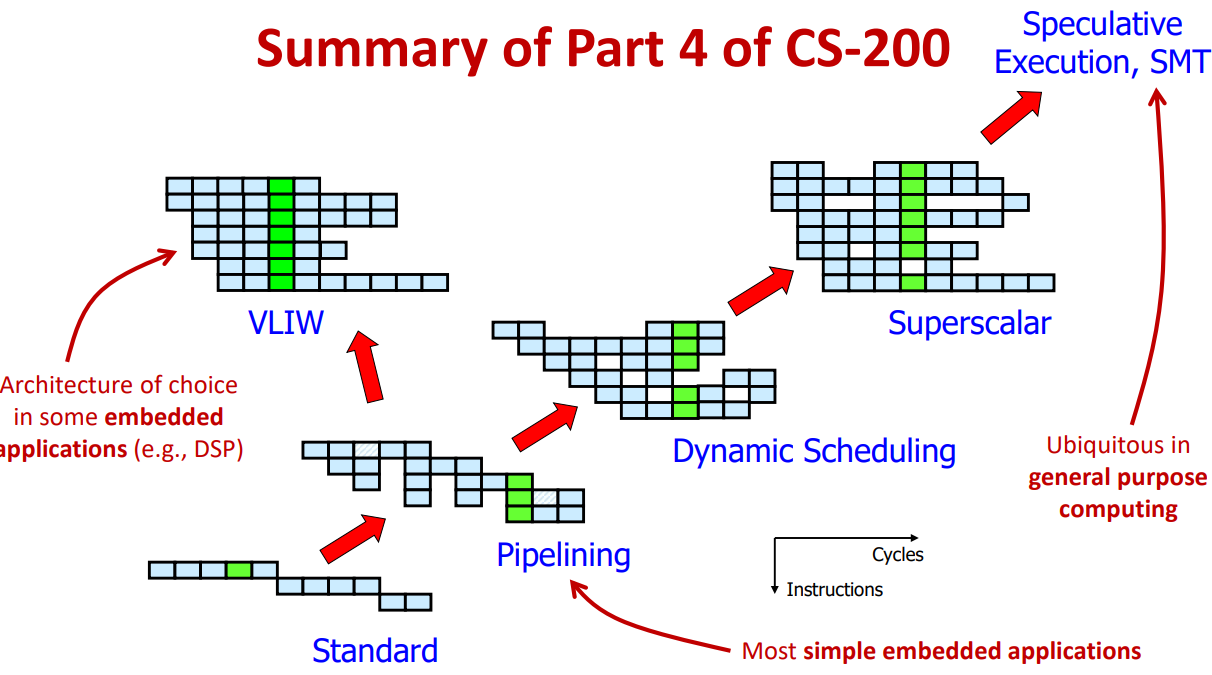 Summary of Part 4 of CS-200
Speculative
Execution, SMT
VLIW
Superscalar
Architecture of choice
in some embedded
applications (e.g., DSP)
Dynamic Scheduling
Ubiquitous in
general purpose
computing
Pipelining
Cycles
Instructions
Standard
Most simple embedded applications